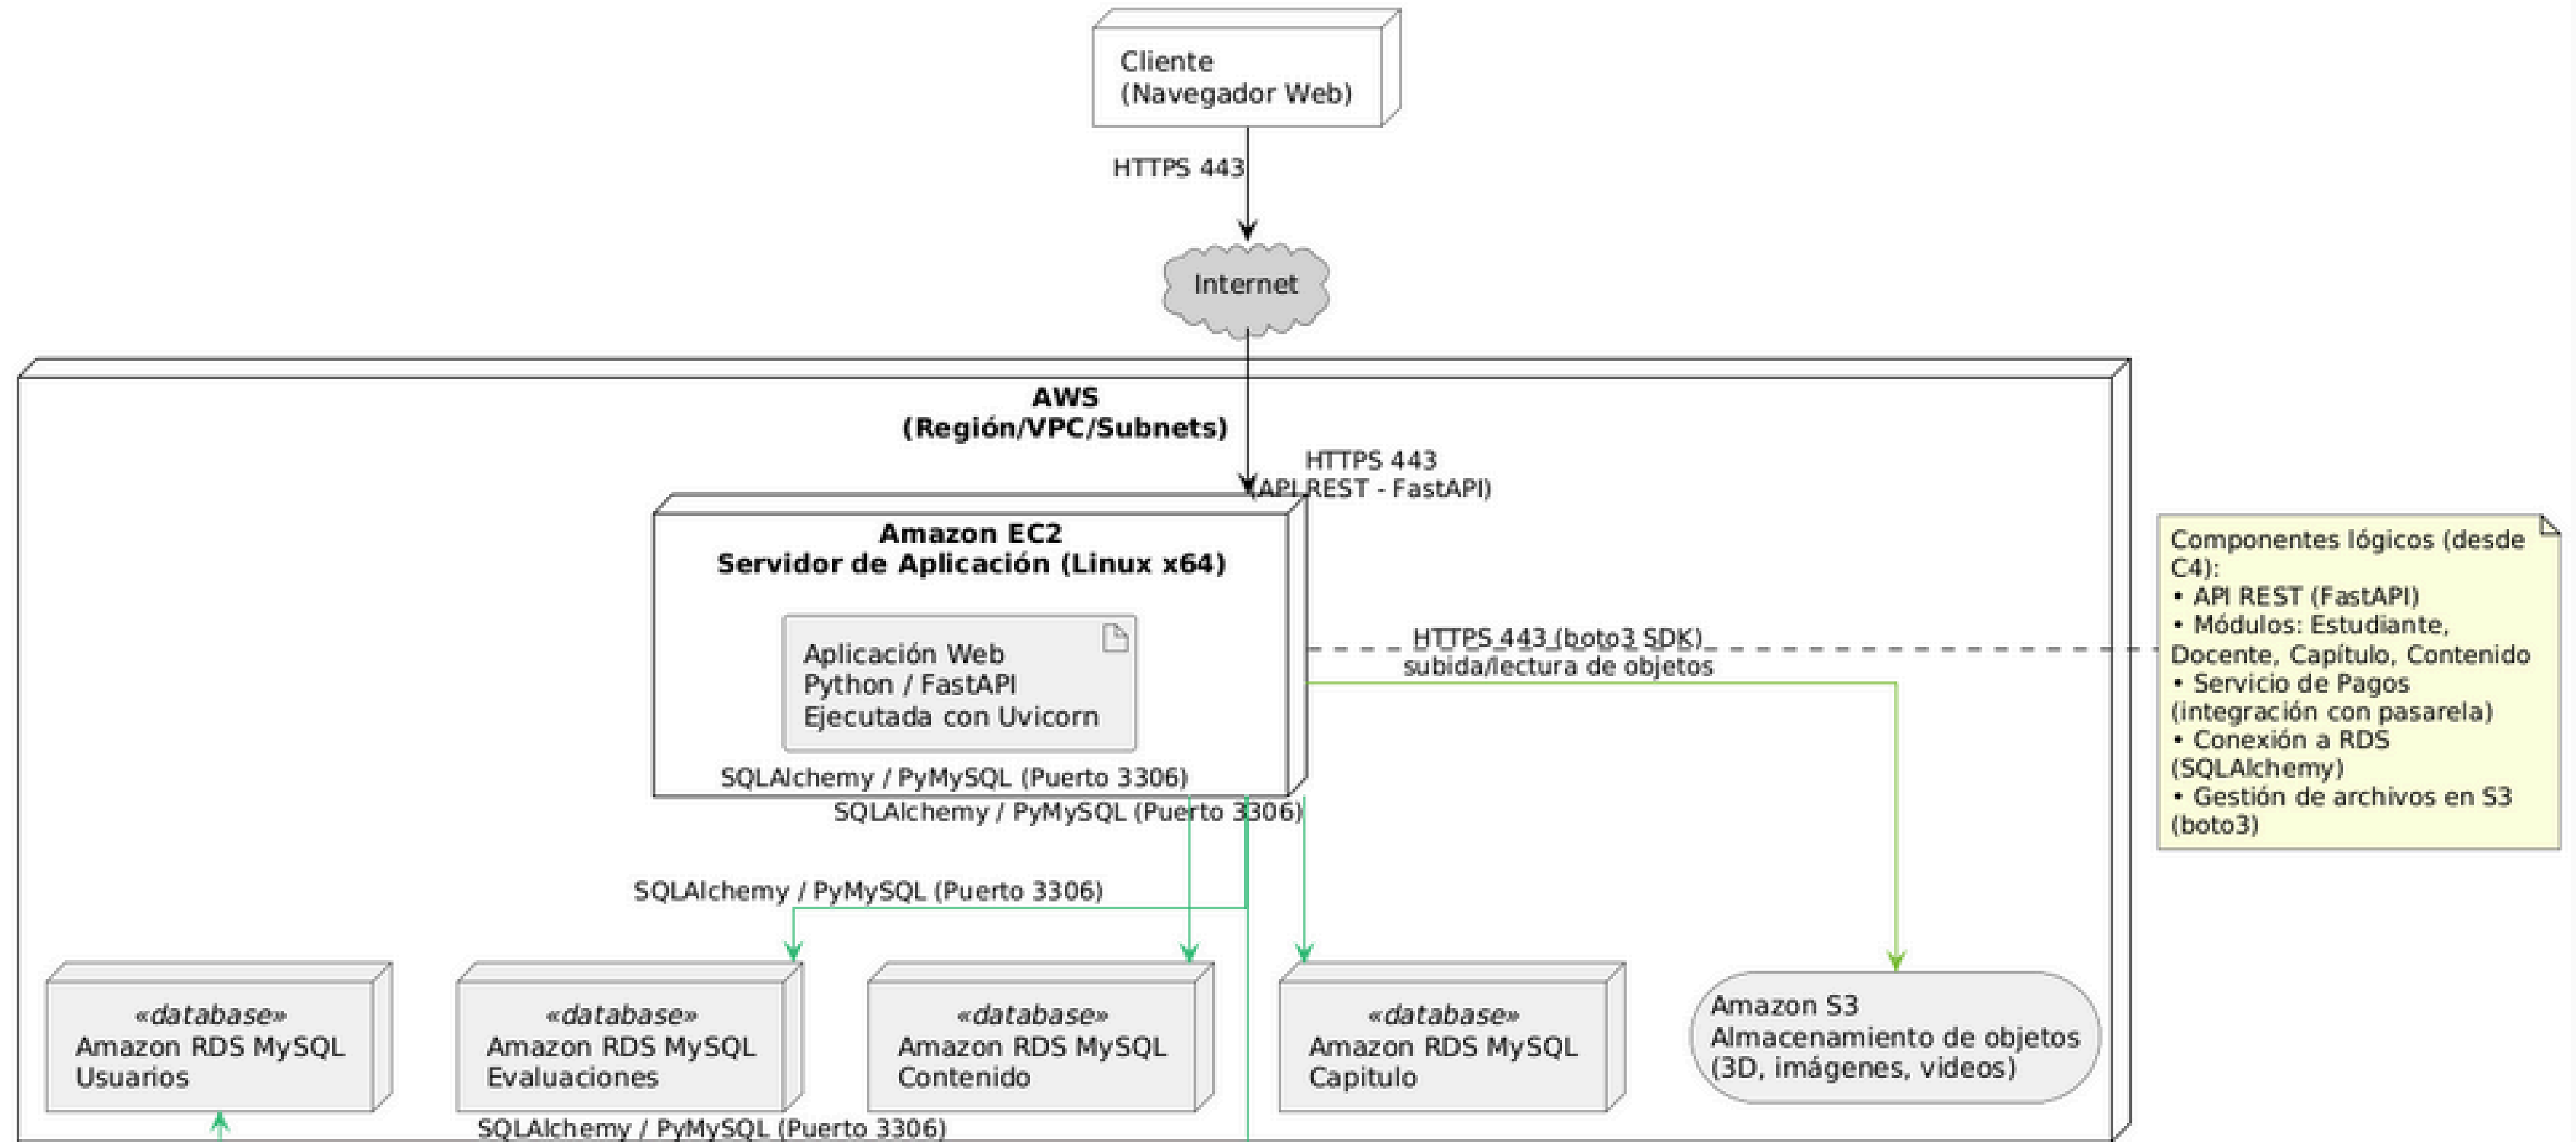 Cliente
(Navegador Web)
HTTPS 443
Internet
AWS
(Región/VPC/Subnets)
HTTPS 443
(API REST - FastAPI)
Amazon EC2
Servidor de Aplicación (Linux x64)
Aplicación Web
Python / FastAPI
Ejecutada con Uvicorn
HTTPS 443 (boto3 SDK)
subida/lectura de objetos
Componentes lógicos (desde
C4):
• API REST (FastAPI)
• Módulos: Estudiante,
Docente, Capítulo, Contenido
• Servicio de Pagos
(integración con pasarela)
• Conexión a RDS
(SQLAlchemy)
• Gestión de archivos en S3
(boto3)
SQLAlchemy / PyMySQL (Puerto 3306)
SQLAlchemy / PyMySQL (Puerto 3306)
SQLAlchemy / PyMySQL (Puerto 3306)
«database»
Amazon RDS MySQL
Usuarios
«database»
Amazon RDS MySQL
Evaluaciones
«database»
Amazon RDS MySQL
Contenido
«database»
Amazon RDS MySQL
Capitulo
Amazon S3
Almacenamiento de objetos
(3D, imágenes, videos)
SQLAlchemy / PyMySQL (Puerto 3306)